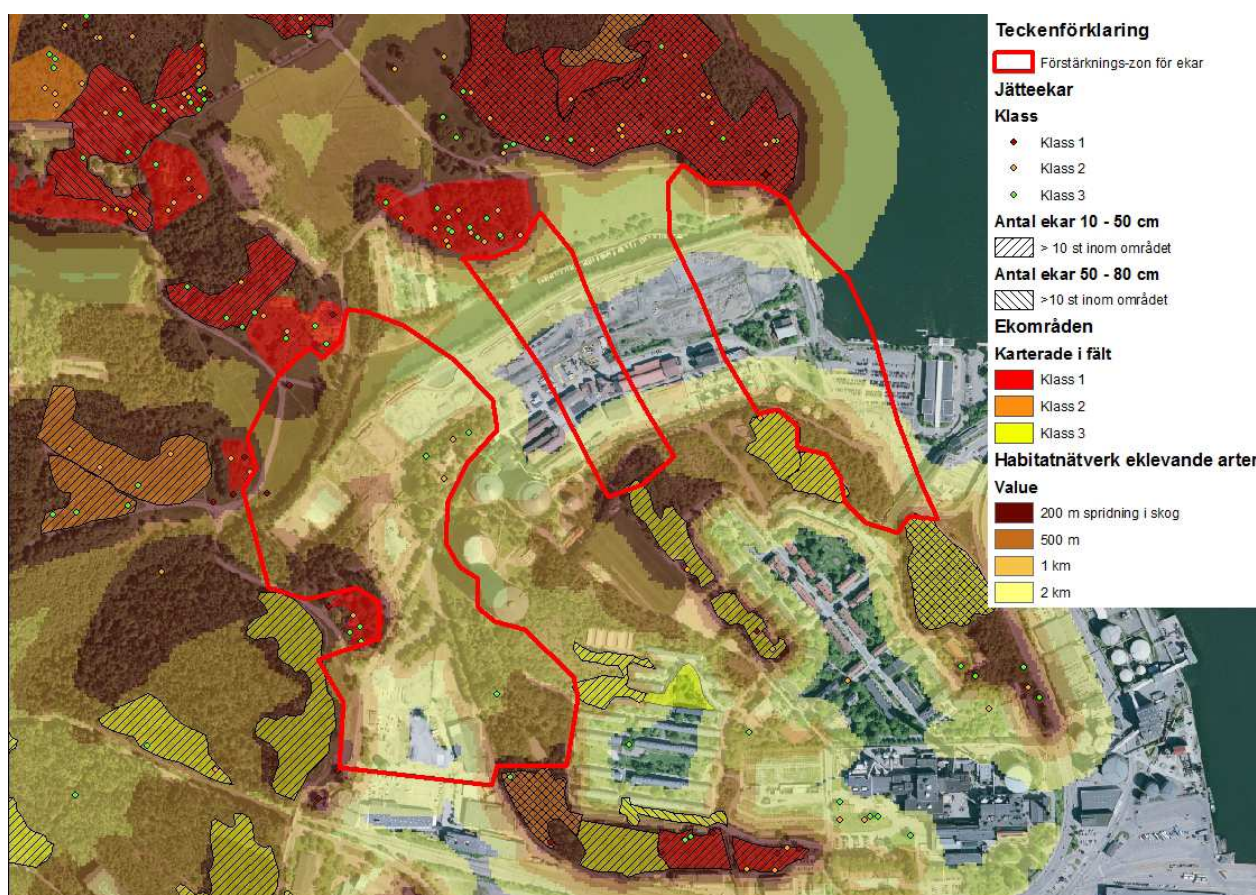 Teckenförklaring
Förstärknings-zon för ekar
Jätteekar
Klass
Klass 1
Klass 2
Klass 3
Antal ekar 10 - 50 cm
> 10 st inom området
Antal ekar 50 - 80 cm
>10 st inom området
Ekområden
Karterade i fält
Klass 1
Klass 2
Klass 3
Habitatnätverk eklevande arter
Value
200 m spridning i skog
500 m
1 km
2 km